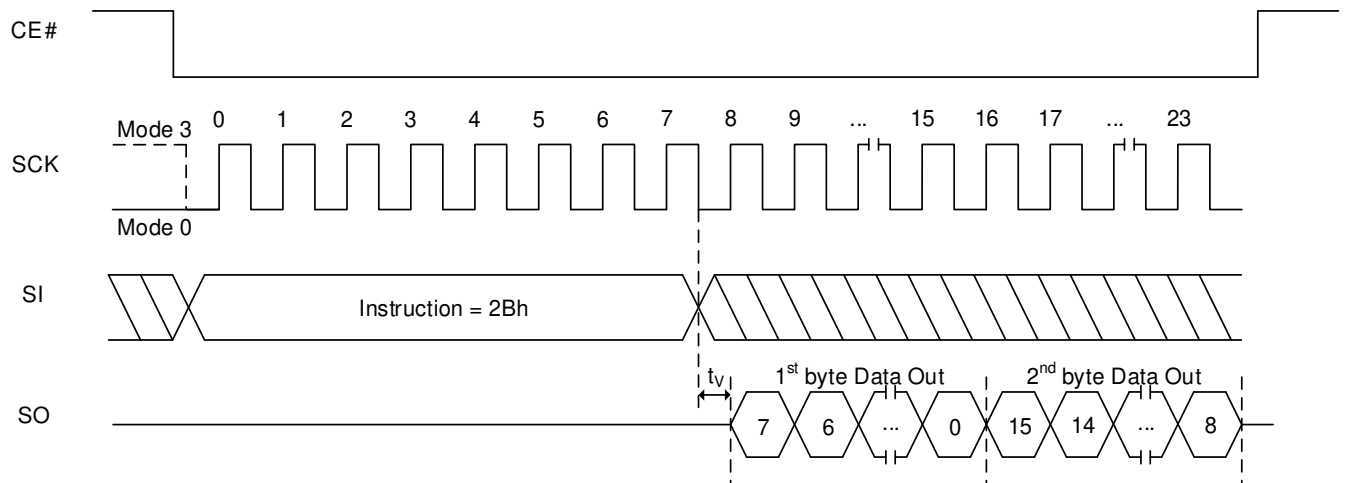 CE#
Mode 3 0 1 2 3 4 5 6 7 8 9 ... 15 16 17 ... 23
SCK
Mode 0
SI Instruction = 2Bh
tV 1st byte Data Out 2nd byte Data Out
SO 7 6 ... 0 15 14 ... 8